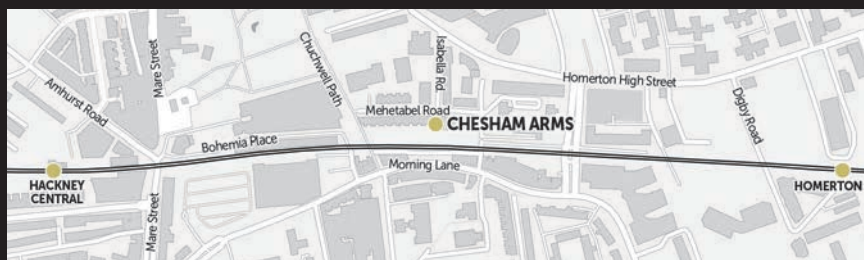 Amhurst Road
Mare Street
Chuchwell Path
Isabella Rd.
Homerton High Street
Digby Road
Mehetabel Road
CHESHAM ARMS
Bohemia Place
Morning Lane
HACKNEY
CENTRAL
Mare Street
HOMERTON